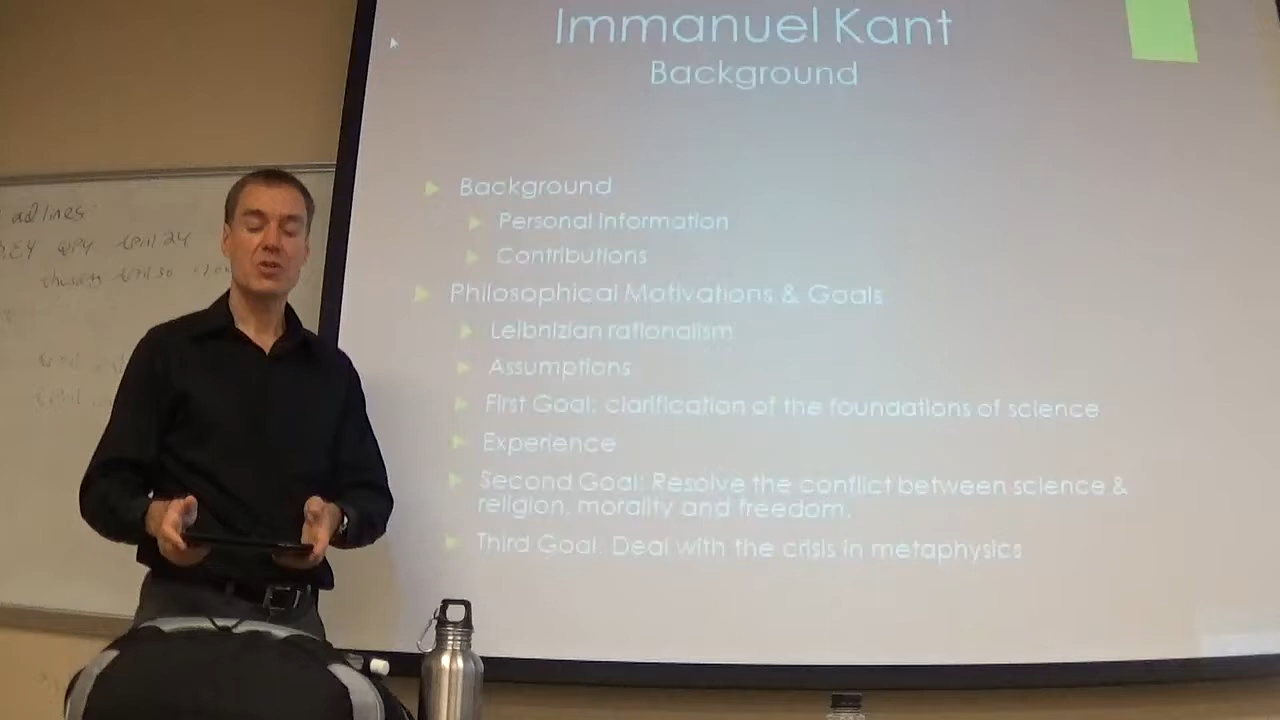 Immanuel Kant
Background
Background
Personal Information
Contributions
Philosophical Motivations & Goals
Leibnizian rationalism
Assumptions
First Goal: clarification of the foundations of science
Experience
Second Goal: Resolve the conflict between science &
religion, morality and freedom.
Third Goal: Deal with the crisis in metaphysics
adlines
24